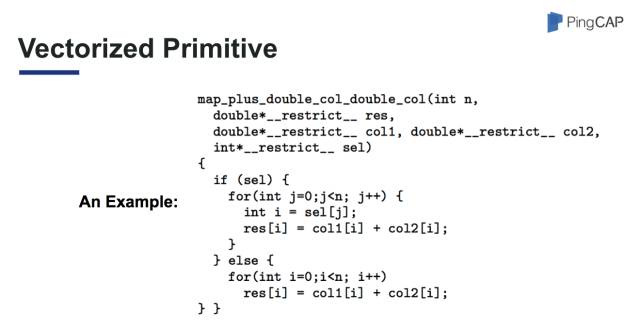 PingCAP
Vectorized Primitive
map_plus_double_col_double_col(int n,
double*__restrict__ res,
double*__restrict__ col1, double*__restrict__ col2,
int*__restrict__ sel)
{
if (sel) {
An Example:
for(int j=0;j<n; j++) {
int i = sel[j];
res[i] = col1[i] + col2[i];
}
} else {
for(int i=0;i<n; i++)
res[i] = col1[i] + col2[i];
} }